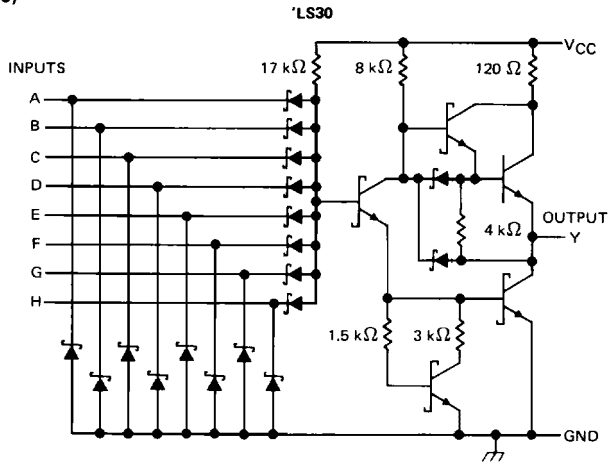 'LS30
VCC
INPUTS
17 kΩ
8 kΩ
120 Ω
A
B
C
D
E
F
G
H
OUTPUT
Y
4 kΩ
1.5 kΩ
3 kΩ
GND